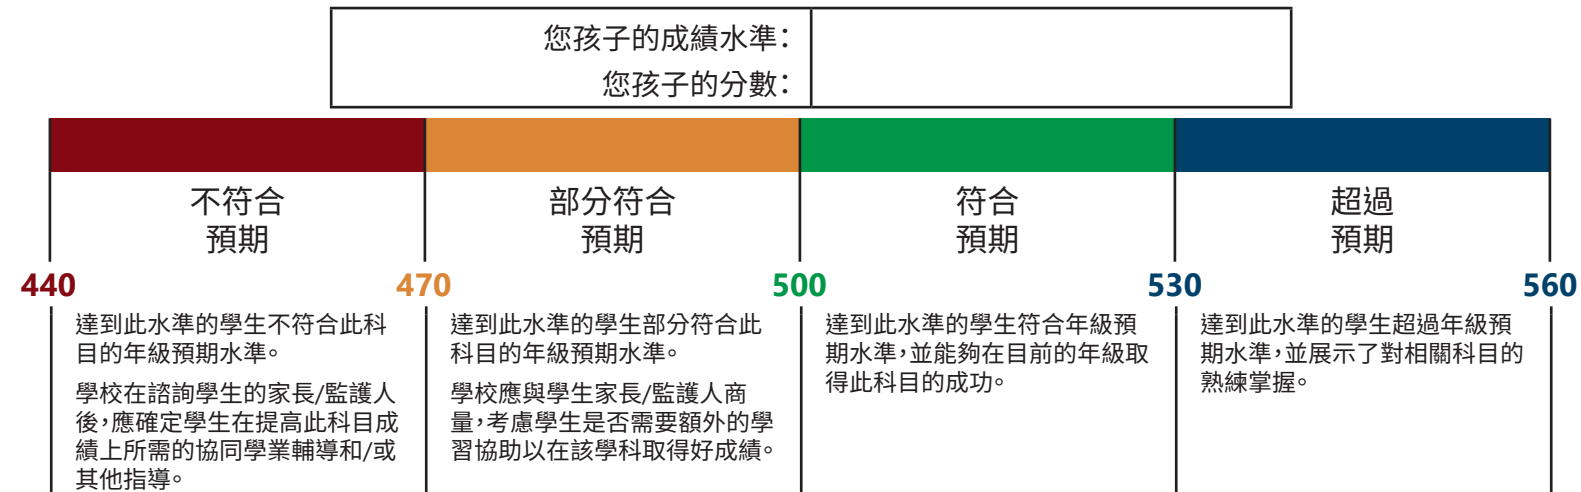 您孩子的成績水準：
您孩子的分數：
不符合
預期
部分符合
預期
符合
預期
超過
預期
440
470
500
530
560
達到此水準的學生不符合此科
目的年級預期水準。
學校在諮詢學生的家長/監護人
後，應確定學生在提高此科目成
績上所需的協同學業輔導和/或
其他指導。
達到此水準的學生部分符合此
科目的年級預期水準。
學校應與學生家長/監護人商
量，考慮學生是否需要額外的學
習協助以在該學科取得好成績。
達到此水準的學生符合年級預
期水準，並能夠在目前的年級取
得此科目的成功。
達到此水準的學生超過年級預
期水準，並展示了對相關科目的
熟練掌握。